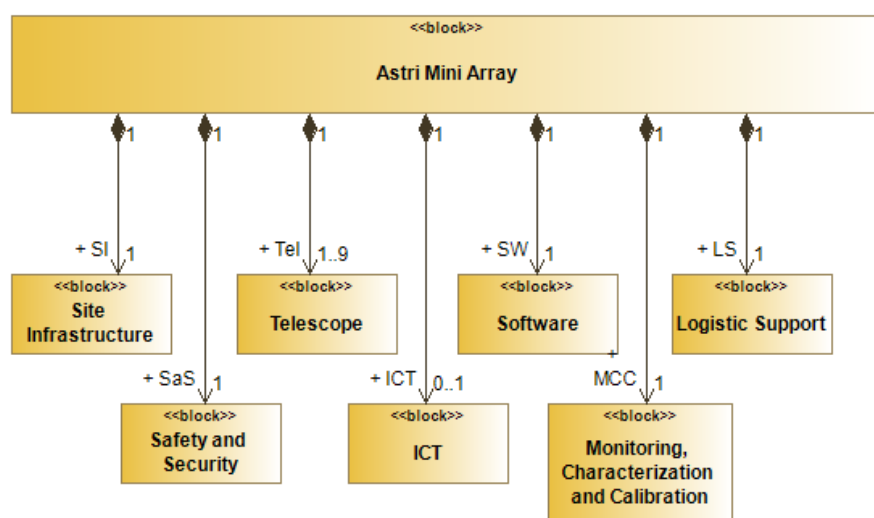 <<block>>
Astri Mini Array
1 1 1 1 1 1 1
+ SI 1
+ Tel 1..9
+ SW 1
+ LS 1
<<block>>
Site
Infrastructure
<<block>>
Telescope
<<block>>
Software
<<block>>
Logistic Support
+ SaS 1
+ ICT 0..1
+
MCC 1
<<block>>
Safety and
Security
<<block>>
ICT
<<block>>
Monitoring,
Characterization
and Calibration